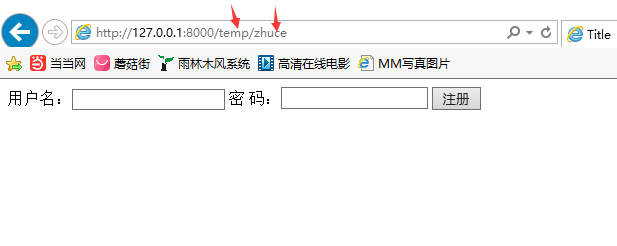 http://127.0.0.1:8000/temp/zhuce Title
当当网 蘑菇街 雨林木风系统 高清在线电影 MM写真图片
用户名： 密 码： 注册